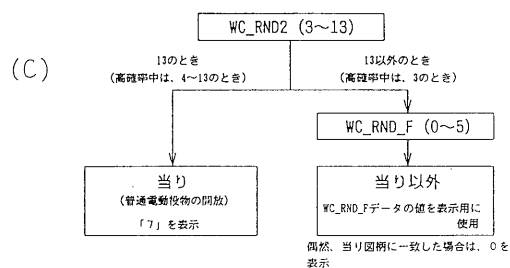 (C)
WC_RND2 (3〜13)
13のとき
(高確率中は、4〜13のとき)
13以外のとき
(高確率中は、3のとき)
WC_RND_F (0〜5)
当り
(普通電動役物の開放)
「7」を表示
当り以外
WC_RND_Fデータの値を表示用に
使用
偶然、当り図柄に一致した場合は、0を
表示